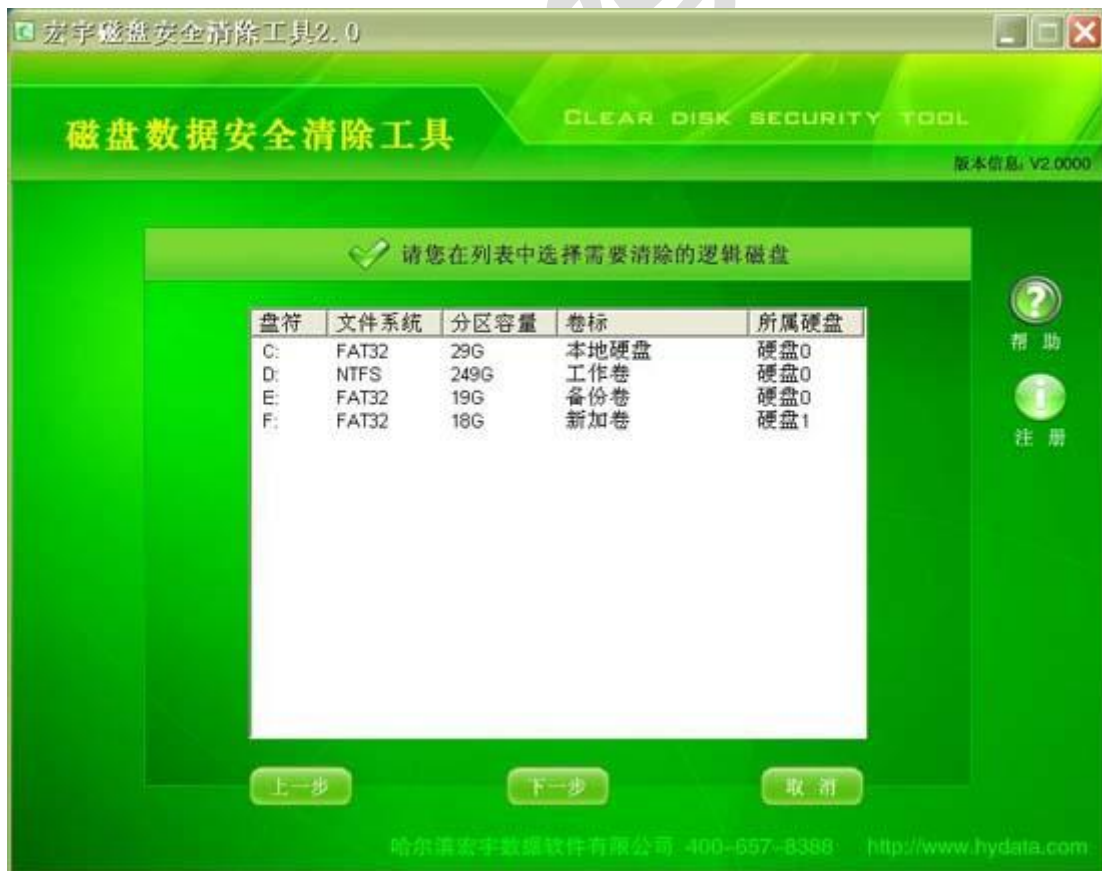 宏宇磁盘安全清除工具2.0
磁盘数据安全清除工具
CLEAR DISK SECURITY TOOL
版本信息: V2.0000
请您在列表中选择需要清除的逻辑磁盘
盘符 文件系统 分区容量 卷标 所属硬盘
C: FAT32 29G 本地硬盘 硬盘0
D: NTFS 249G 工作卷 硬盘0
E: FAT32 19G 备份卷 硬盘0
F: FAT32 18G 新加卷 硬盘1
帮 助
注 册
上一步 下一步 取 消
哈尔滨宏宇数据软件有限公司 400-657-8388 http://www.hydata.com